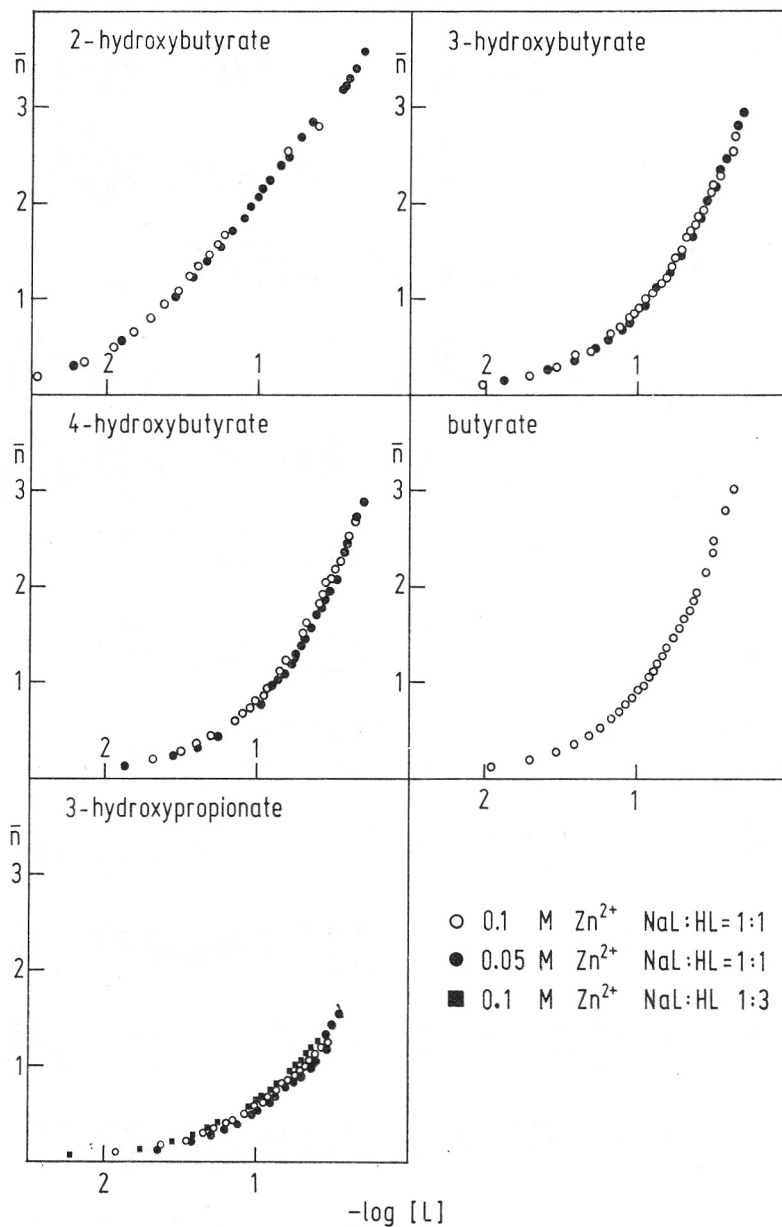 2-hydroxybutyrate
n̄
3
2
1
2 1
3-hydroxybutyrate
n̄
3
2
1
2 1
4-hydroxybutyrate
n̄
3
2
1
2 1
butyrate
n̄
3
2
1
2 1
3-hydroxypropionate
n̄
3
2
1
2 1
○ 0.1 M Zn²⁺ NaL:HL=1:1
● 0.05 M Zn²⁺ NaL:HL=1:1
■ 0.1 M Zn²⁺ NaL:HL 1:3
-log [L]